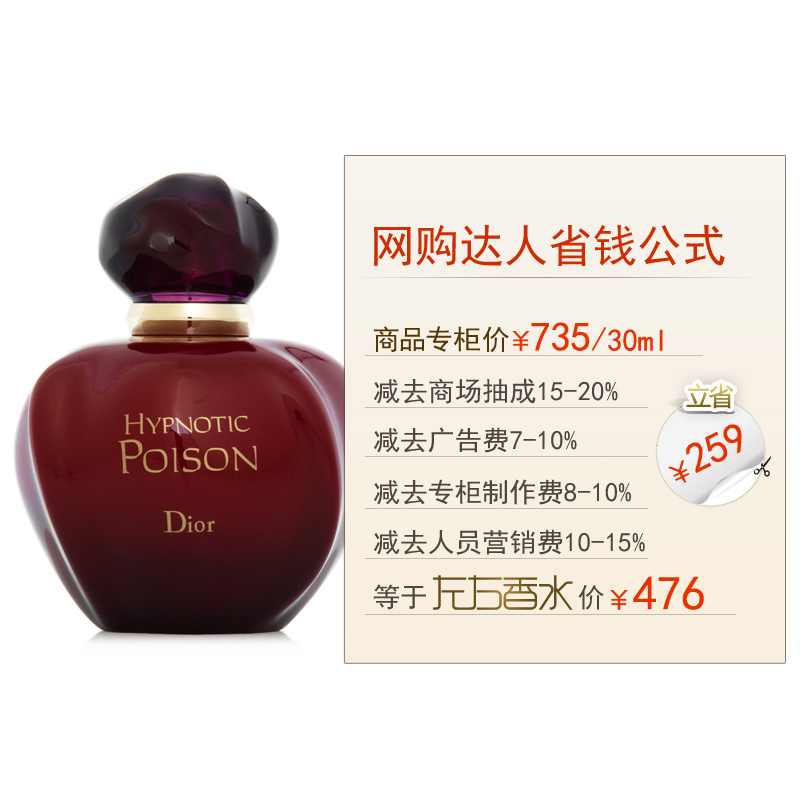 HYPNOTIC
POISON
Dior
网购达人省钱公式
商品专柜价¥735/30ml
减去商场抽成15-20%
减去广告费7-10%
减去专柜制作费8-10%
减去人员营销费10-15%
等于左右香水价¥476
立省
¥259